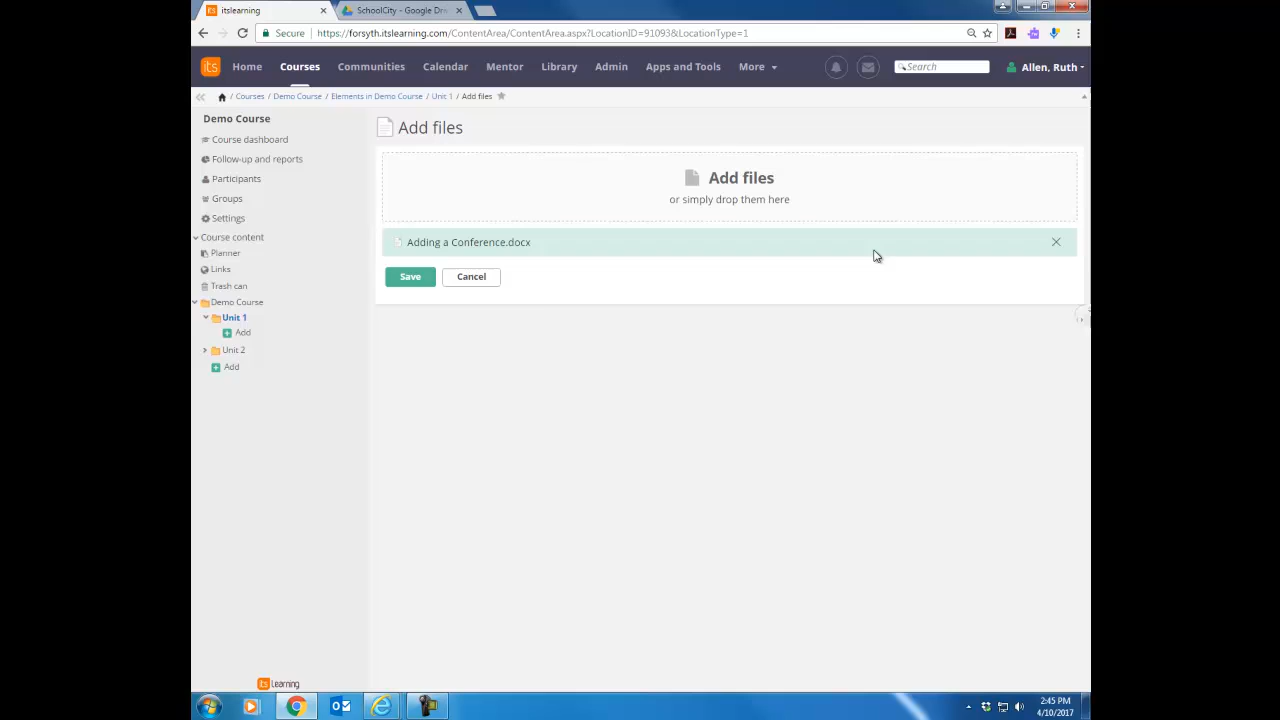 itslearning
SchoolCity - Google Dri
Secure https://forsyth.itslearning.com/ContentArea/ContentArea.aspx?LocationID=91093&LocationType=1
its Home Courses Communities Calendar Mentor Library Admin Apps and Tools More Search Allen, Ruth
/ Courses / Demo Course / Elements in Demo Course / Unit 1 / Add files
Demo Course
Course dashboard
Follow-up and reports
Participants
Groups
Settings
Course content
Planner
Links
Trash can
Demo Course
Unit 1
Add
Unit 2
Add
Add files
Add files
or simply drop them here
Adding a Conference.docx
Save Cancel
its learning
2:45 PM
4/10/2017